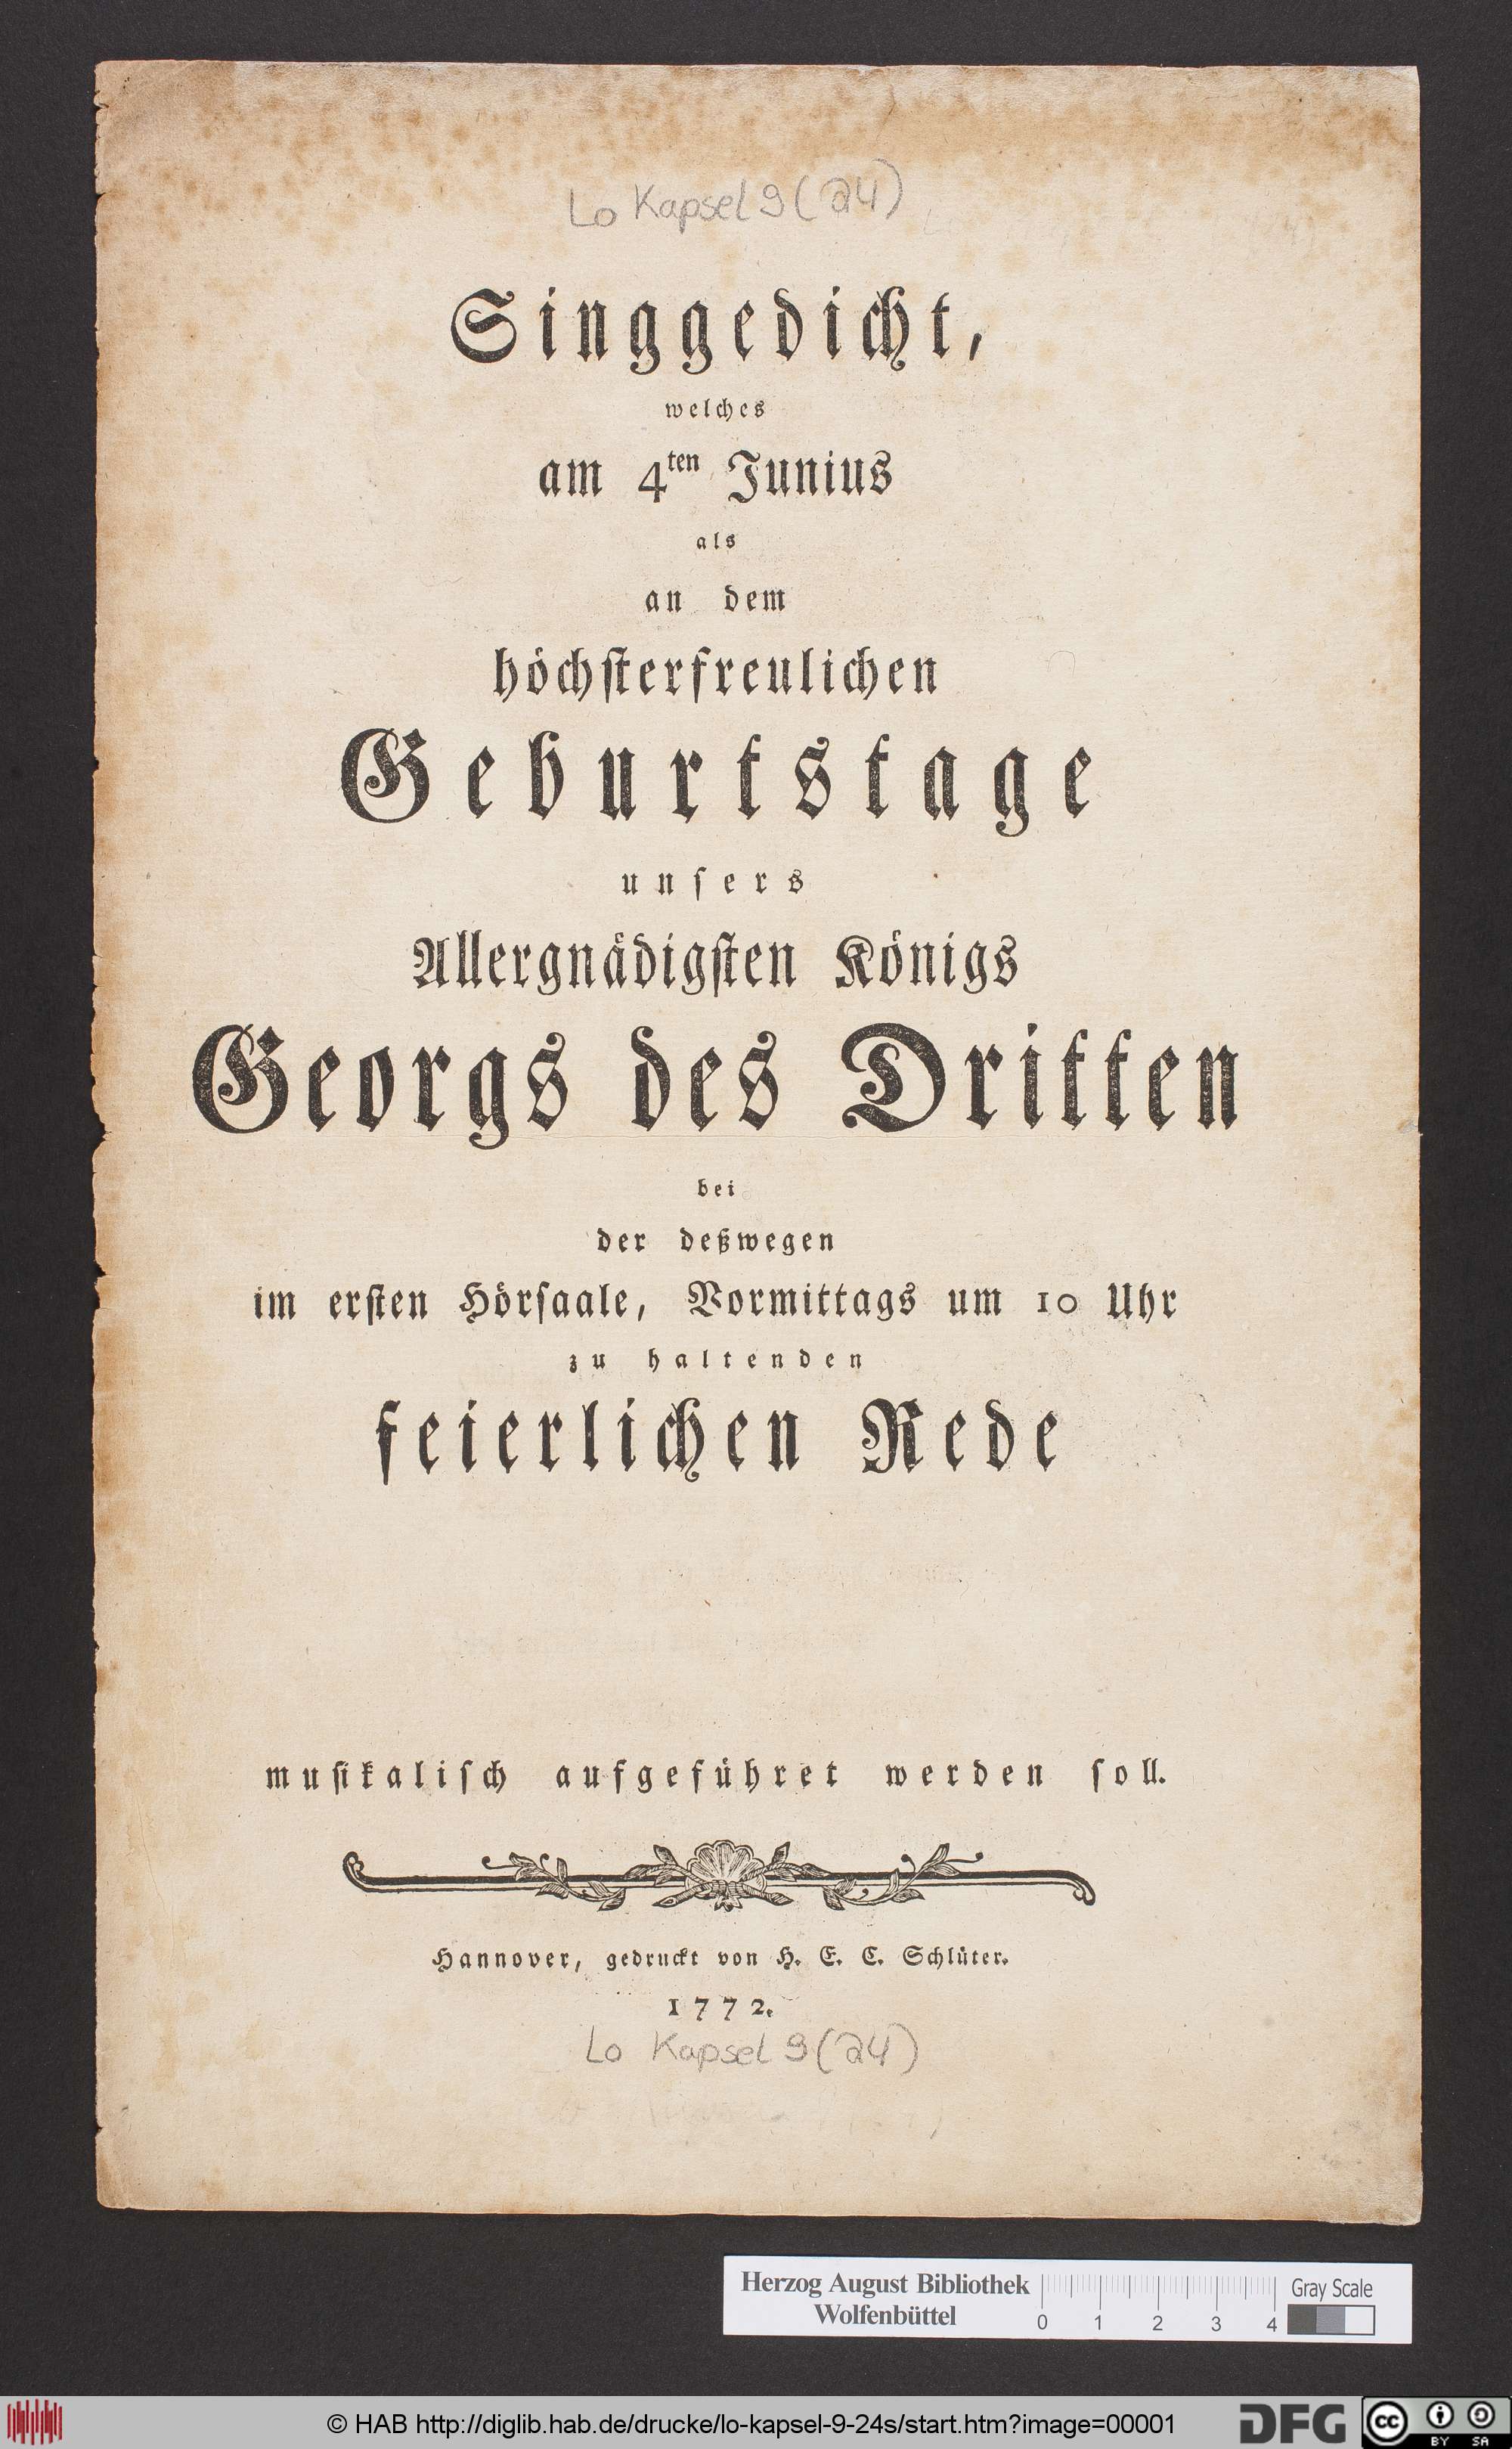 Lo Kapsel 9 (24)
Singgedicht,
welches
am 4ten Junius
als
an dem
höchſterfreulichen
Geburtstage
unſers
Allergnädigſten Königs
Georgs des Dritten
bei
der deßwegen
im erſten Hörſaale, Vormittags um 10 Uhr
zu haltenden
feierlichen Rede
muſikaliſch aufgeführet werden ſoll.
Hannover, gedruckt von H. E. C. Schlüter.
1772.
Lo Kapsel 9 (24)
Herzog August Bibliothek
Wolfenbüttel
0 1 2 3 4
Gray Scale
© HAB http://diglib.hab.de/drucke/lo-kapsel-9-24s/start.htm?image=00001
DFG
cc BY SA